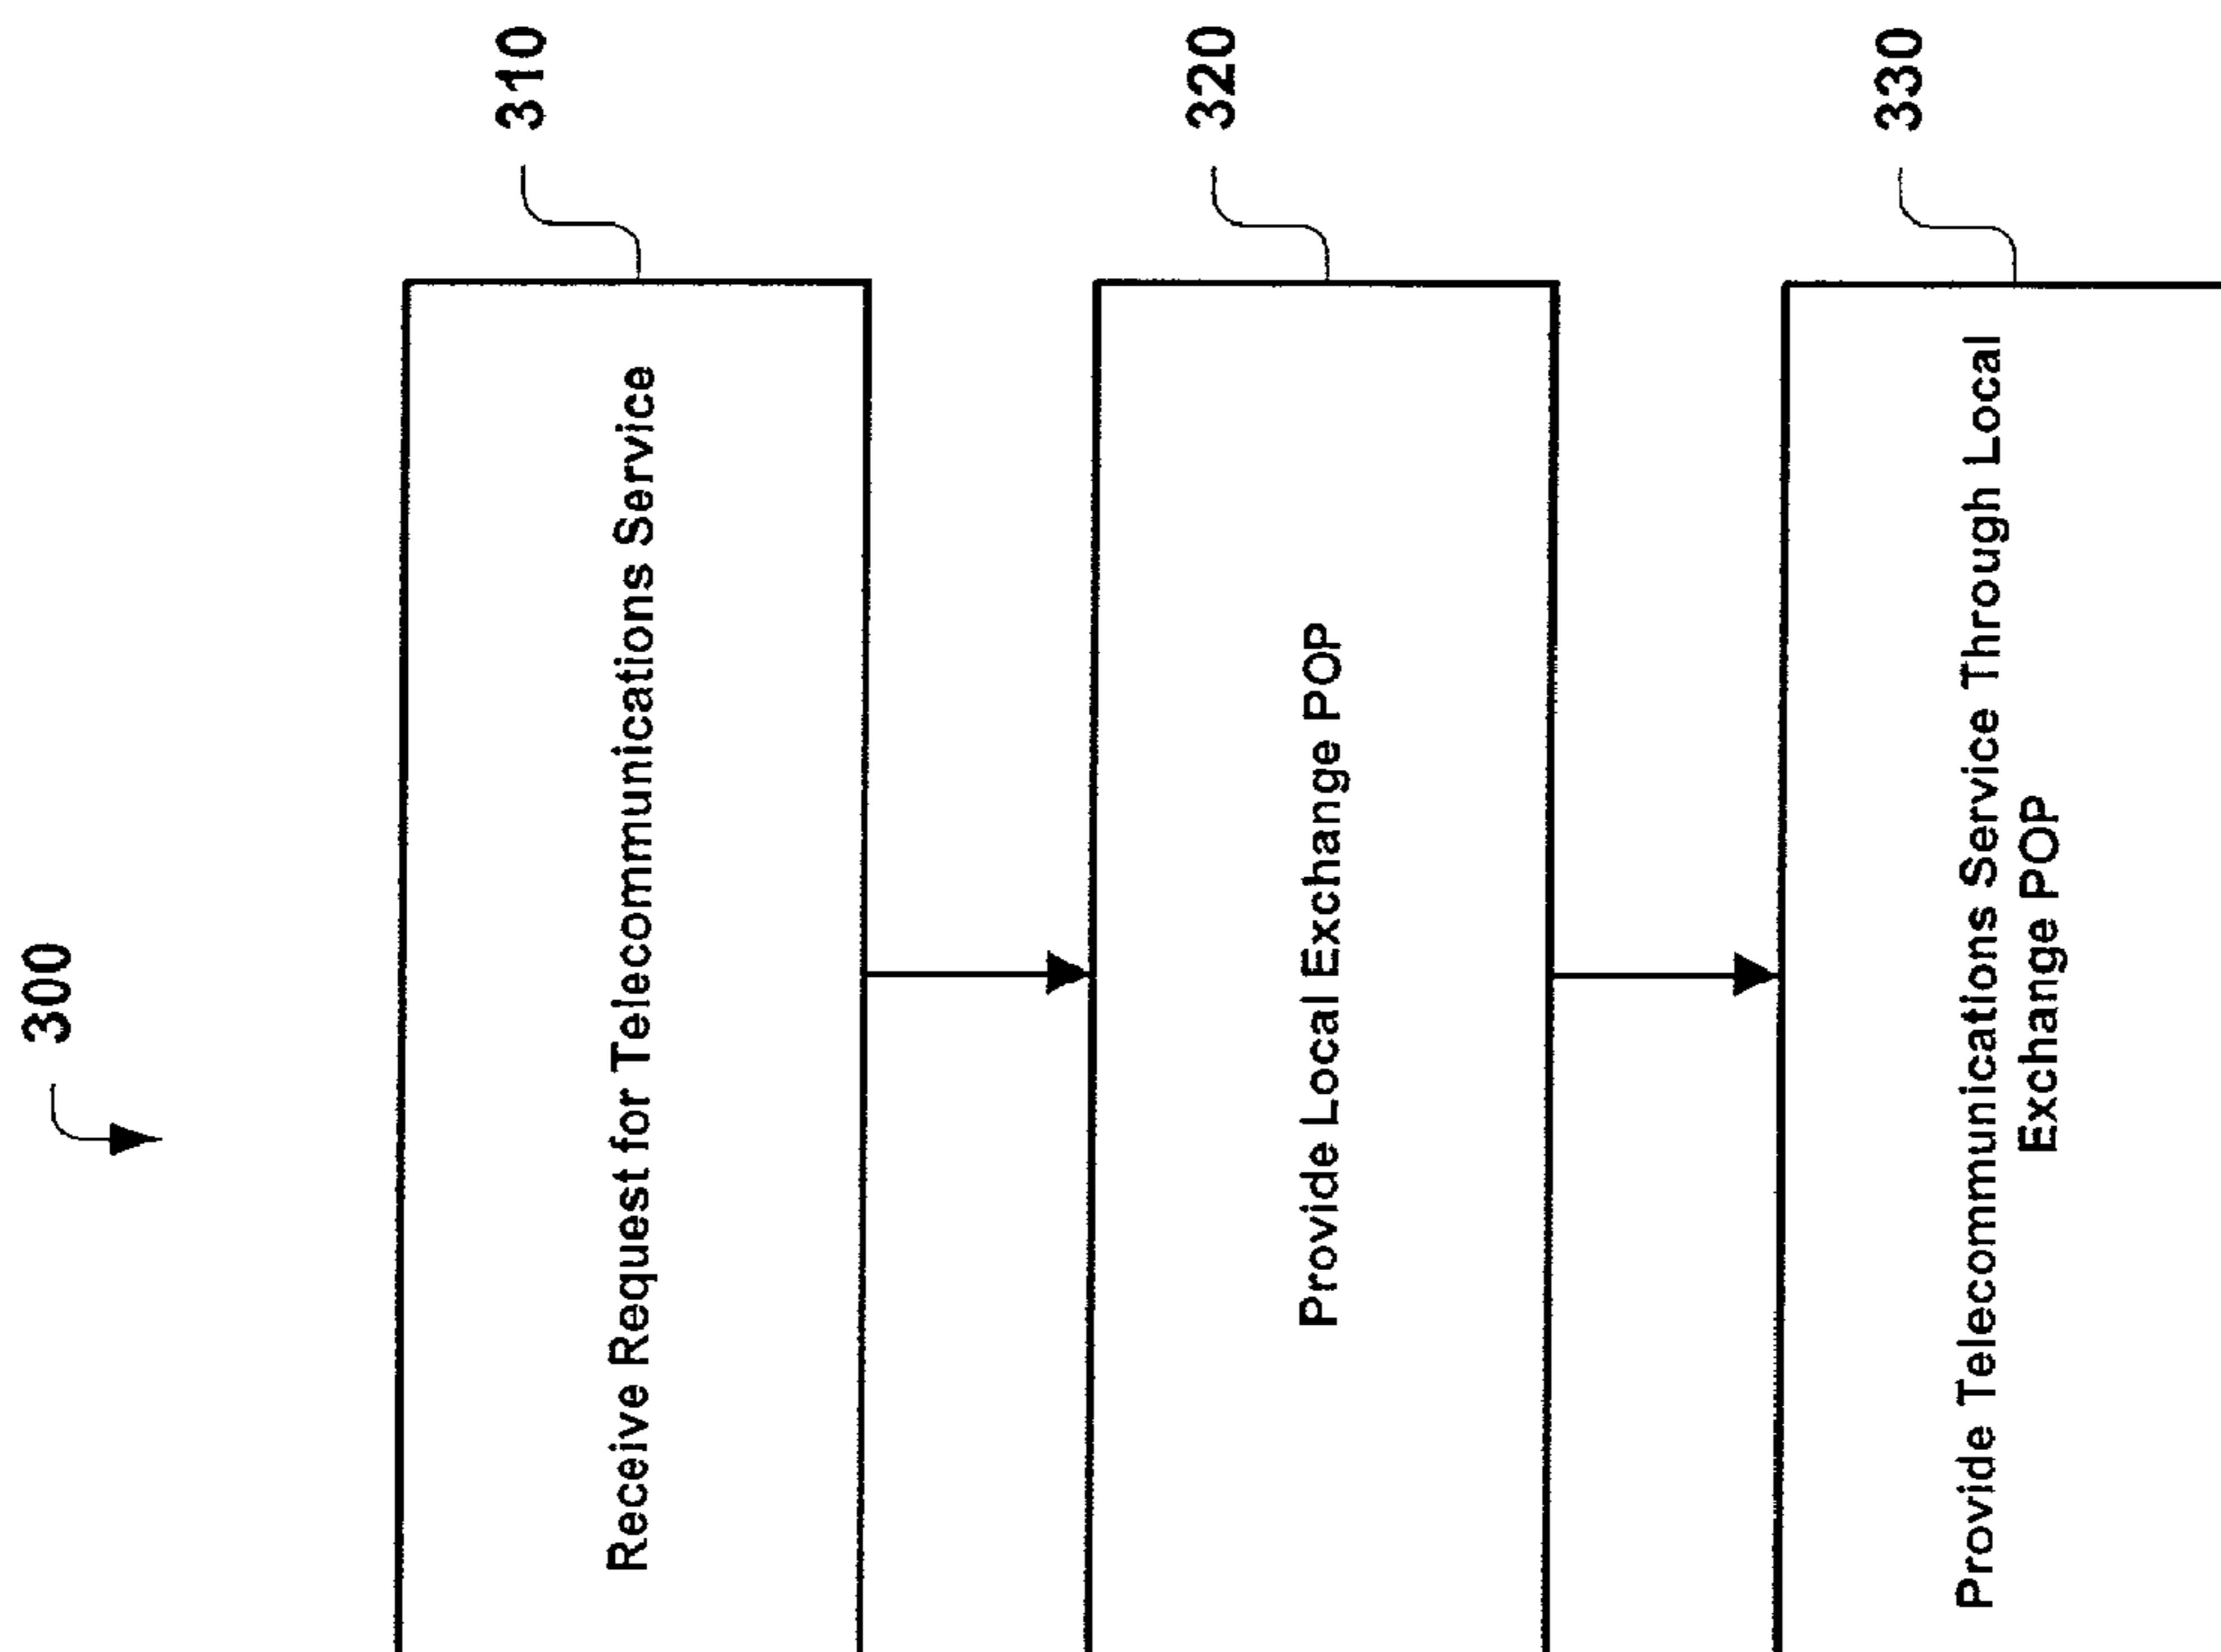 300
310
Receive Request for Telecommunications Service
320
Provide Local Exchange POP
330
Provide Telecommunications Service Through Local
Exchange POP